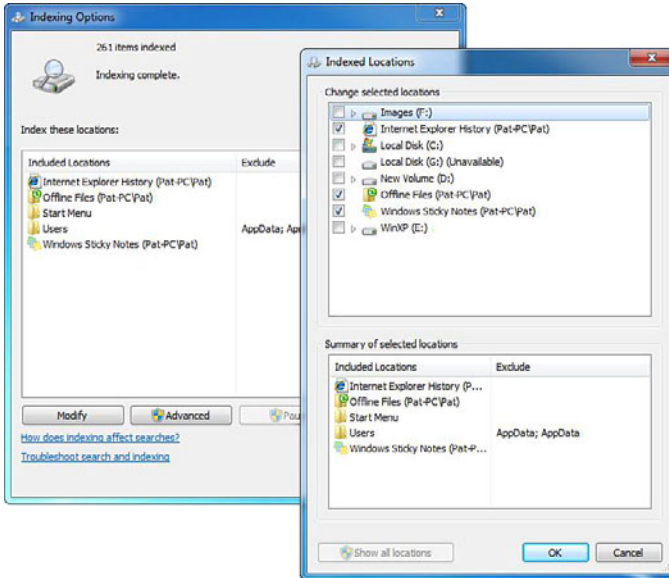 Indexing Options
261 items indexed
Indexing complete.
Index these locations:
Included Locations Exclude
Internet Explorer History (Pat-PC\Pat)
Offline Files (Pat-PC\Pat)
Start Menu
Users AppData;
Windows Sticky Notes (Pat-PC\Pat)
Modify Advanced
How does indexing affect searches?
Troubleshoot search and indexing
Indexed Locations
Change selected locations
Images (F:)
Internet Explorer History (Pat-PC\Pat)
Local Disk (C:)
Local Disk (G:) (Unavailable)
New Volume (D:)
Offline Files (Pat-PC\Pat)
Windows Sticky Notes (Pat-PC\Pat)
WinXP (E:)
Summary of selected locations
Included Locations Exclude
Internet Explorer History (P...
Offline Files (Pat-PC\Pat)
Start Menu
Users AppData; AppData
Windows Sticky Notes (Pat-P...
Show all locations OK Cancel